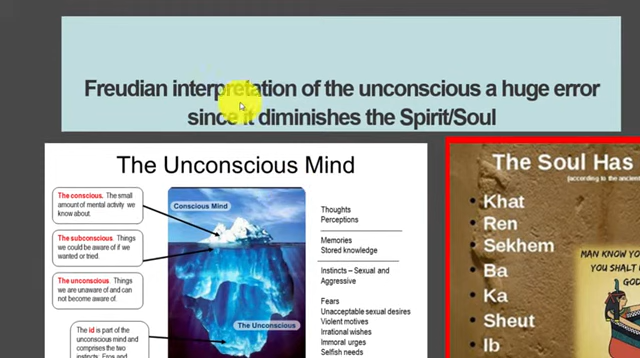 Freudian interpretation of the unconscious a huge error
since it diminishes the Spirit/Soul
The Unconscious Mind
The conscious. The small
amount of mental activity we
know about.
The subconscious. Things
we could be aware of if we
wanted or tried.
The unconscious. Things
we are unaware of and can
not become aware of.
The id is part of the
unconscious mind and
comprises the two
instincts: Eros and
Conscious Mind
The Unconscious
Thoughts
Perceptions
Memories
Stored knowledge
Instincts – Sexual and
Aggressive
Fears
Unacceptable sexual desires
Violent motives
Irrational wishes
Immoral urges
Selfish needs
The Soul Has
(according to the ancient
• Khat
• Ren
• Sekhem
• Ba
• Ka
• Sheut
• Ib
MAN KNOW YO
YOU SHALT
GOD